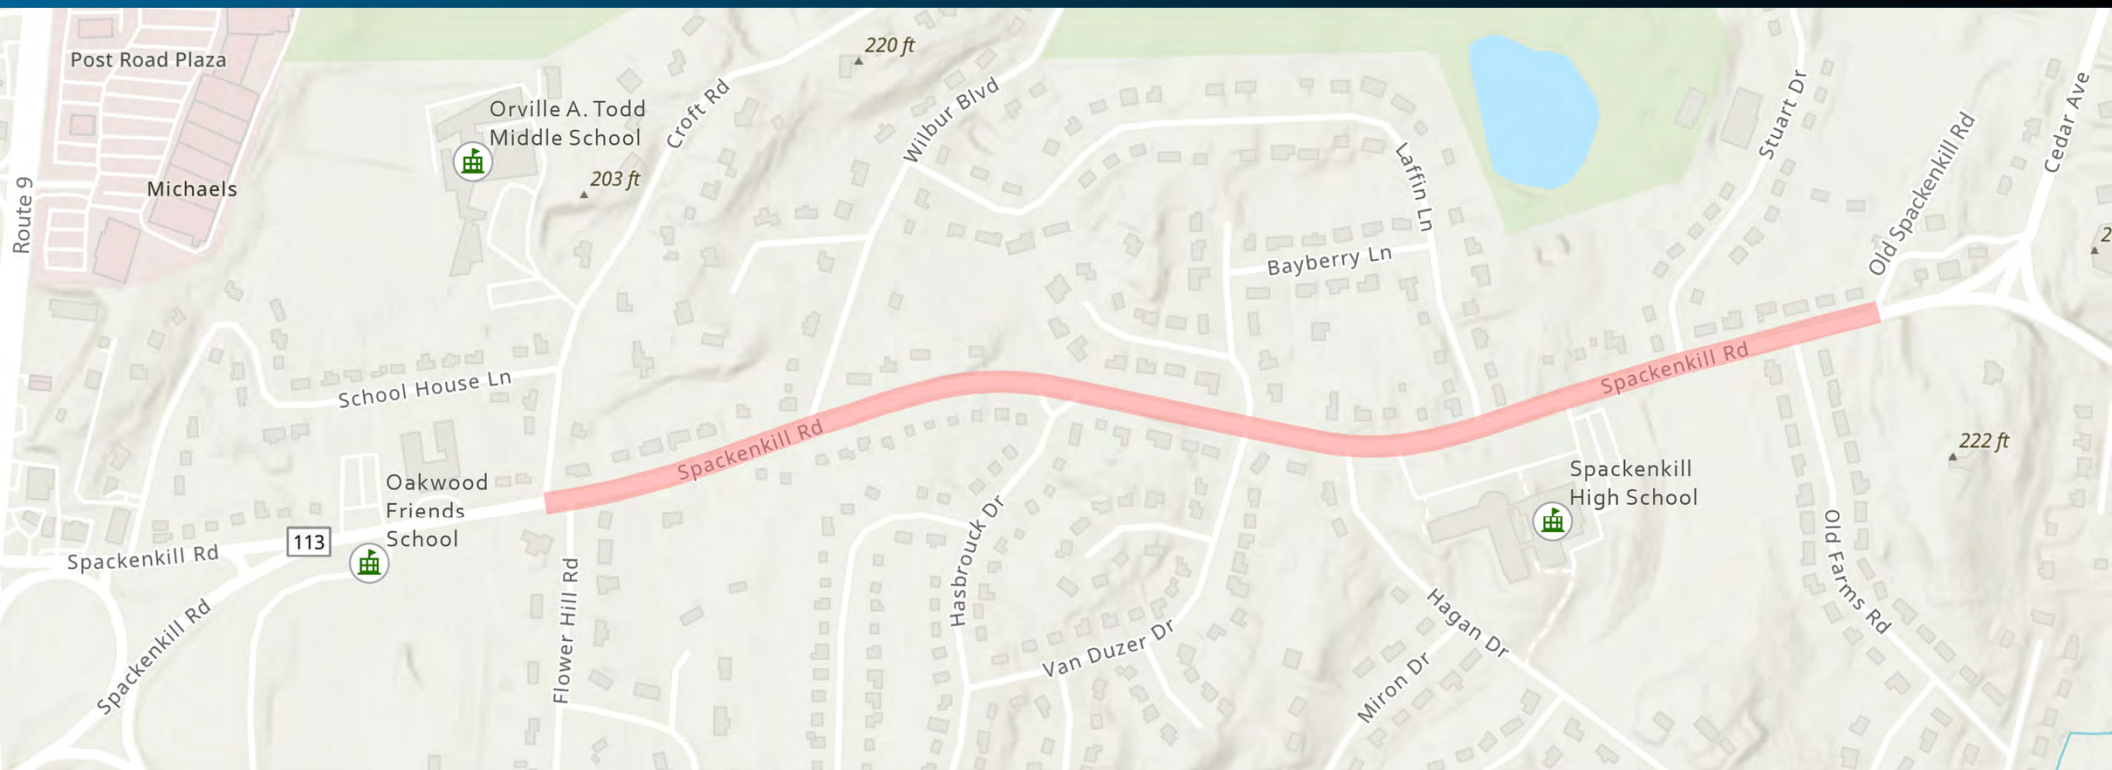 220 ft
Post Road Plaza
Orville A. Todd
Middle School
Croft Rd
Wilbur Blvd
Stuart Dr
Cedar Ave
Laffin Ln
Old Spackenkill Rd
203 ft
Michaels
Route 9
Bayberry Ln
2
School House Ln
Spackenkill Rd
Spackenkill Rd
222 ft
Spackenkill
High School
Oakwood
Friends
School
113
Spackenkill Rd
Spackenkill Rd
Flower Hill Rd
Hasbrouck Dr
Van Duzer Dr
Hagan Dr
Miron Dr
Old Farms Rd